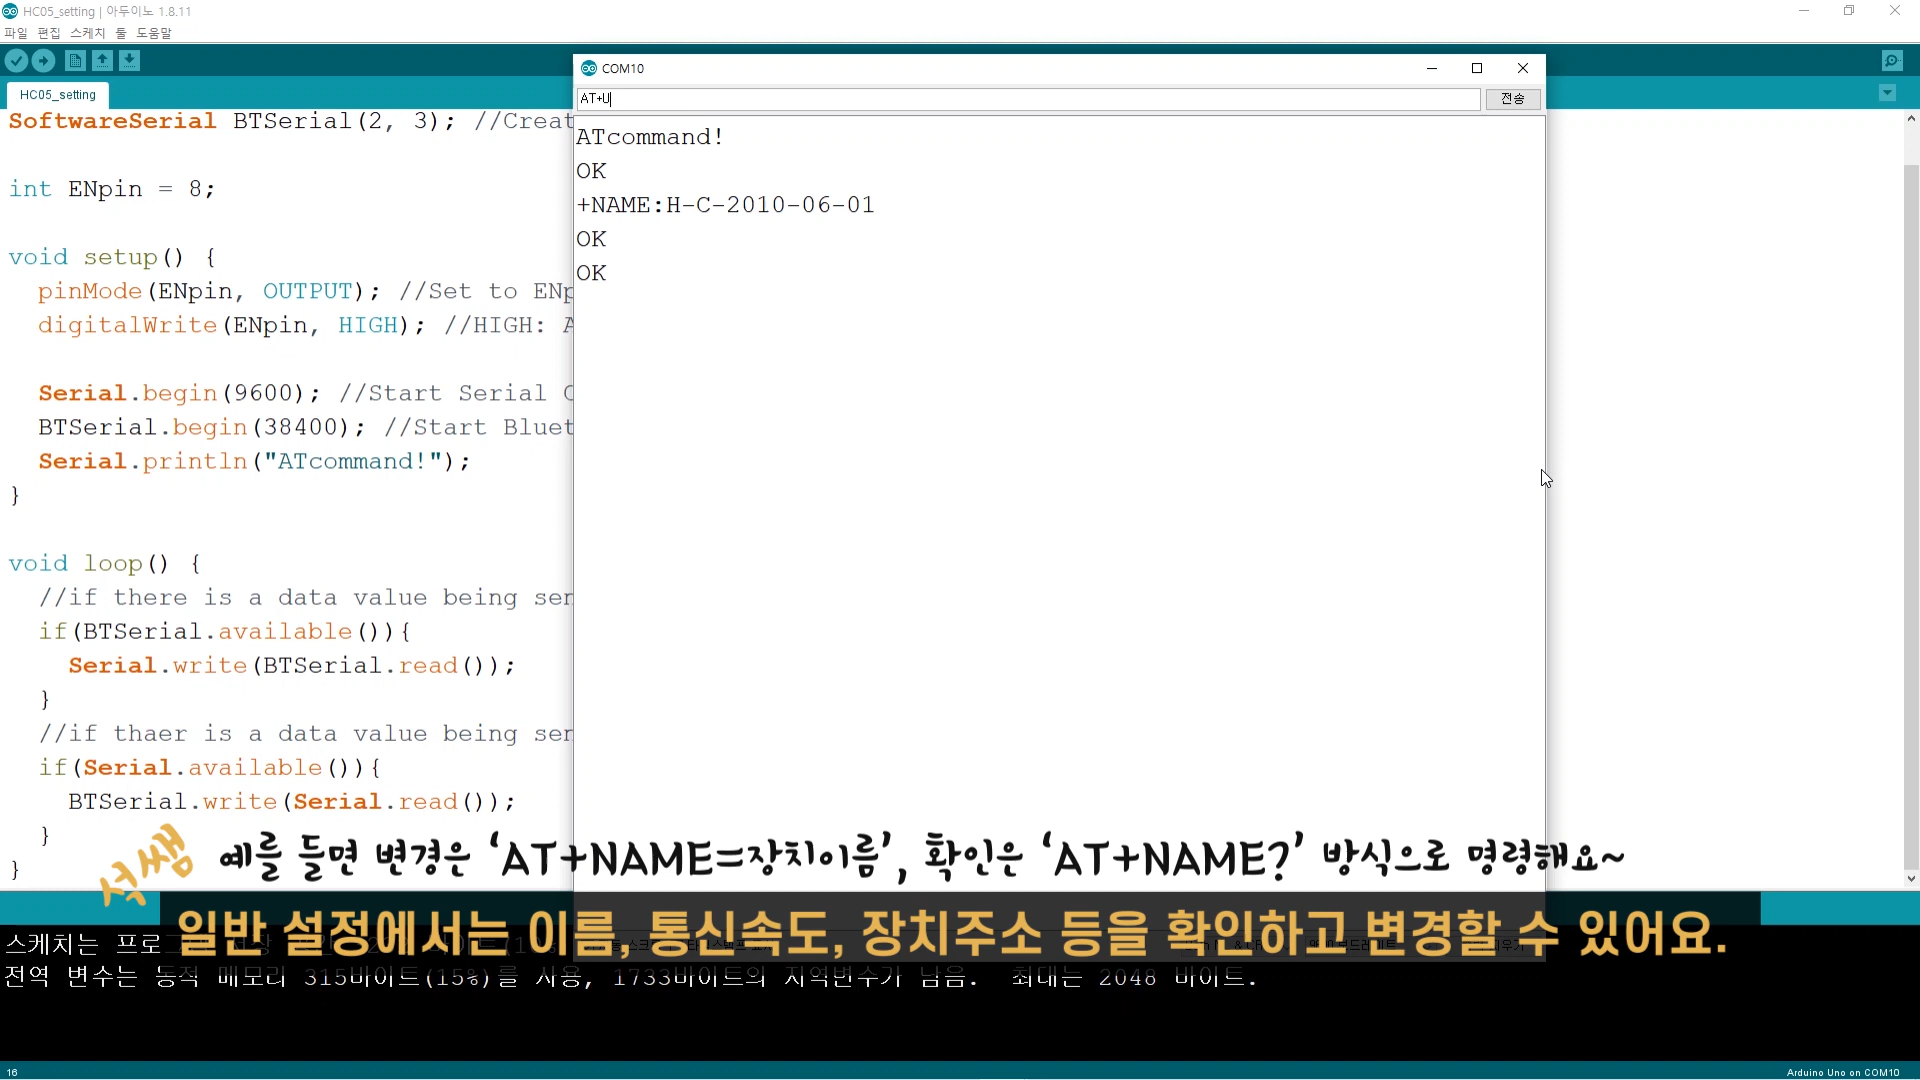 HC05_setting | 아두이노 1.8.11
파일 편집 스케치 툴 도움말
HC05_setting
SoftwareSerial BTSerial(2, 3); //Creat
int ENpin = 8;
void setup() {
pinMode(ENpin, OUTPUT); //Set to ENp
digitalWrite(ENpin, HIGH); //HIGH: A
Serial.begin(9600); //Start Serial C
BTSerial.begin(38400); //Start Bluet
Serial.println("ATcommand!");
}
void loop() {
//if there is a data value being sen
if(BTSerial.available()){
Serial.write(BTSerial.read());
}
//if thaer is a data value being sen
if(Serial.available()){
BTSerial.write(Serial.read());
}
}
COM10
AT+U
전송
ATcommand!
OK
+NAME:H-C-2010-06-01
OK
OK
석쌤
예를 들면 변경은 ‘AT+NAME=장치이름’, 확인은 ‘AT+NAME?’ 방식으로 명령해요~
일반 설정에서는 이름, 통신속도, 장치주소 등을 확인하고 변경할 수 있어요.
스케치는 프로
전역 변수는 동적 메모리 315바이트(15%)를 사용, 1733바이트의 지역변수가 남음. 최대는 2048 바이트.
16
Arduino Uno on COM10